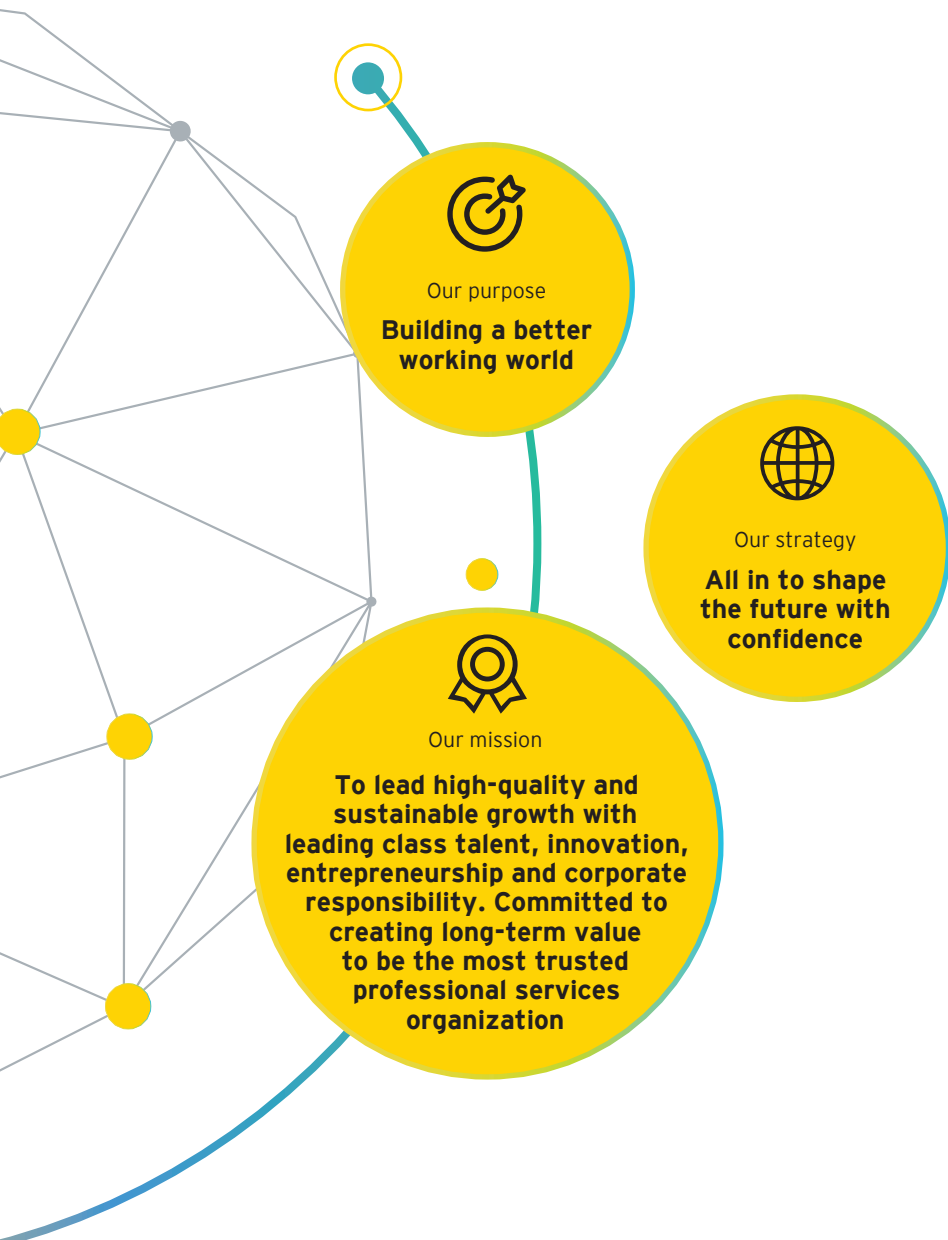 Our purpose
Building a better
working world
Our strategy
All in to shape
the future with
confidence
Our mission
To lead high-quality and
sustainable growth with
leading class talent, innovation,
entrepreneurship and corporate
responsibility. Committed to
creating long-term value
to be the most trusted
professional services
organization